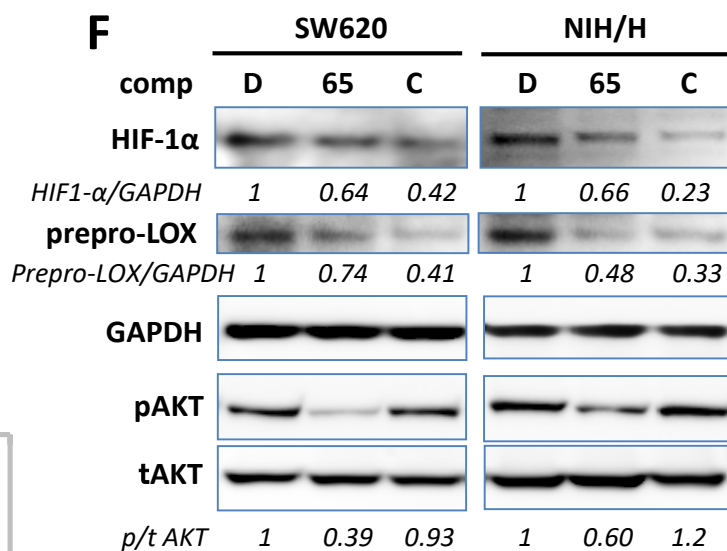 F
SW620 NIH/H
comp D 65 C D 65 C
HIF-1α
HIF1-α/GAPDH 1 0.64 0.42 1 0.66 0.23
prepro-LOX
Prepro-LOX/GAPDH 1 0.74 0.41 1 0.48 0.33
GAPDH
pAKT
tAKT
p/t AKT 1 0.39 0.93 1 0.60 1.2